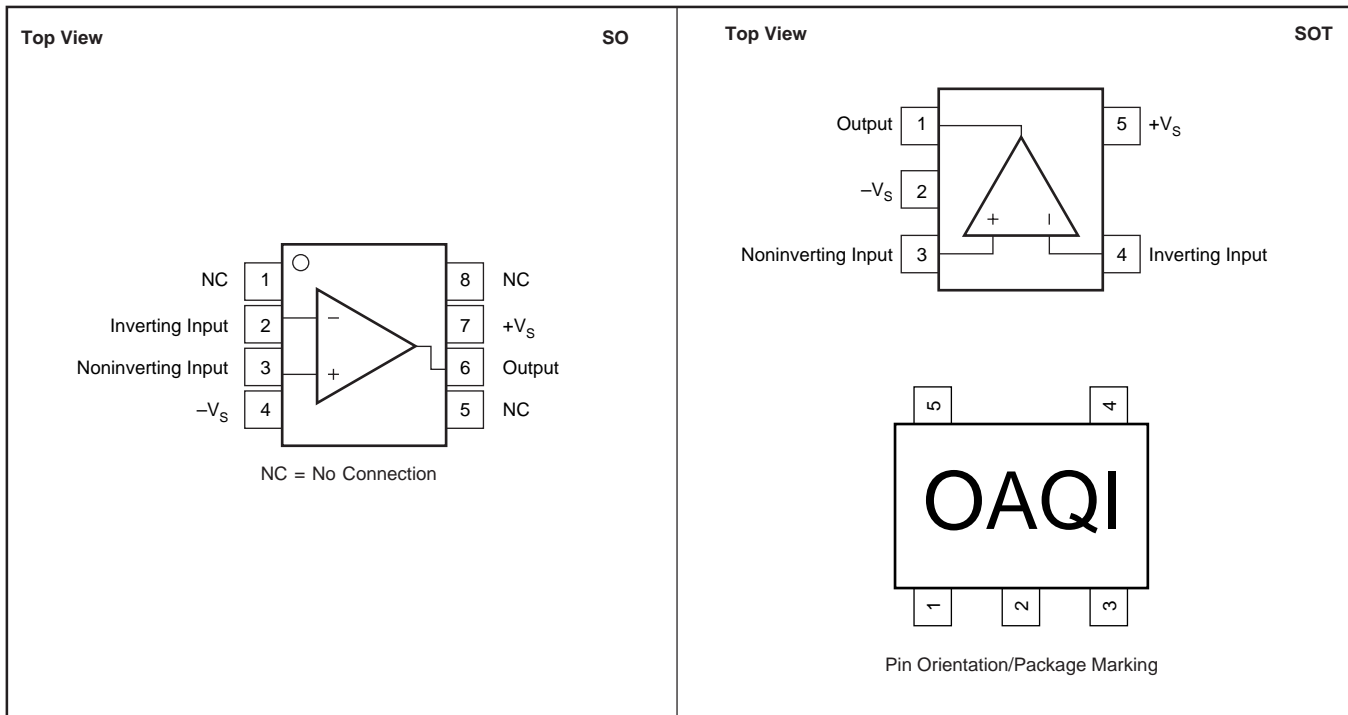 Top View SO
NC 1 8 NC
Inverting Input 2 − 7 +VS
Noninverting Input 3 + 6 Output
–VS 4 5 NC
NC = No Connection
Top View SOT
Output 1 5 +VS
–VS 2
+ −
Noninverting Input 3 4 Inverting Input
5 4
OAQI
1 2 3
Pin Orientation/Package Marking